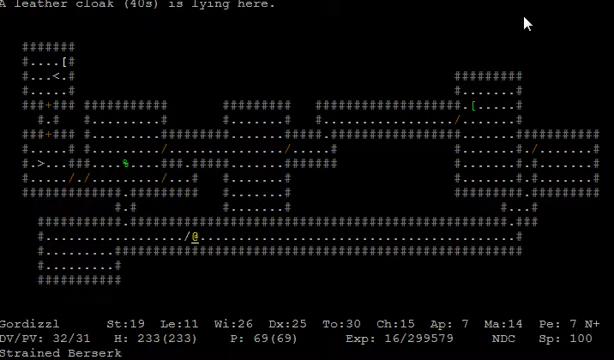 A leather cloak (40s) is lying here.
Gordizzl St:19 Le:11 Wi:26 Dx:25 To:30 Ch:15 Ap: 7 Ma:14 Pe: 7 N+
DV/PV: 32/31 H: 233(233) P: 69(69) Exp: 16/299579 NDC Sp: 100
Strained Berserk